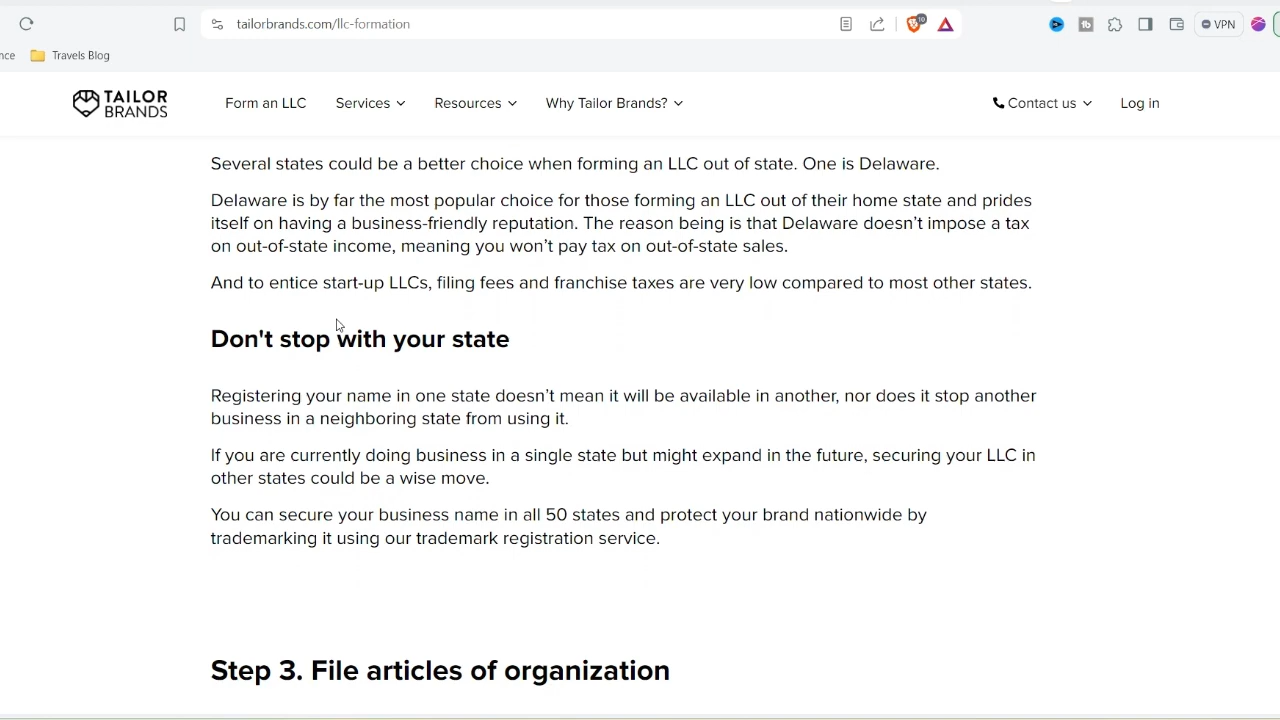 tailorbrands.com/llc-formation
10
VPN
nce
Travels Blog
TAILOR
BRANDS
Form an LLC
Services
Resources
Why Tailor Brands?
Contact us
Log in
Several states could be a better choice when forming an LLC out of state. One is Delaware.
Delaware is by far the most popular choice for those forming an LLC out of their home state and prides
itself on having a business-friendly reputation. The reason being is that Delaware doesn’t impose a tax
on out-of-state income, meaning you won’t pay tax on out-of-state sales.
And to entice start-up LLCs, filing fees and franchise taxes are very low compared to most other states.
Don't stop with your state
Registering your name in one state doesn’t mean it will be available in another, nor does it stop another
business in a neighboring state from using it.
If you are currently doing business in a single state but might expand in the future, securing your LLC in
other states could be a wise move.
You can secure your business name in all 50 states and protect your brand nationwide by
trademarking it using our trademark registration service.
Step 3. File articles of organization